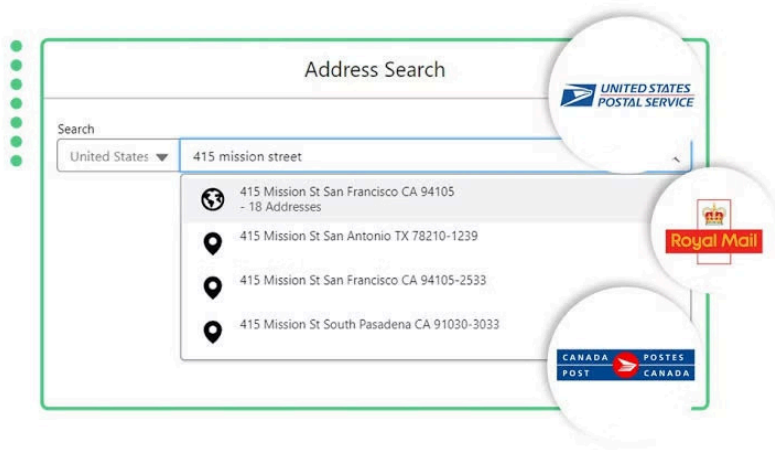 Address Search
UNITED STATES
POSTAL SERVICE
Search
United States
415 mission street
415 Mission St San Francisco CA 94105
- 18 Addresses
415 Mission St San Antonio TX 78210-1239
415 Mission St San Francisco CA 94105-2533
415 Mission St South Pasadena CA 91030-3033
Royal Mail
CANADA POSTES
POST CANADA